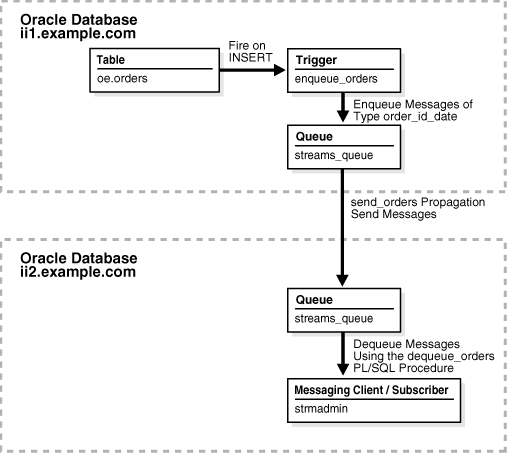 Oracle Database
ii1.example.com
Table
oe.orders
Fire on
INSERT
Trigger
enqueue_orders
Enqueue Messages of
Type order_id_date
Queue
streams_queue
send_orders Propagation
Send Messages
Oracle Database
ii2.example.com
Queue
streams_queue
Dequeue Messages
Using the dequeue_orders
PL/SQL Procedure
Messaging Client / Subscriber
strmadmin